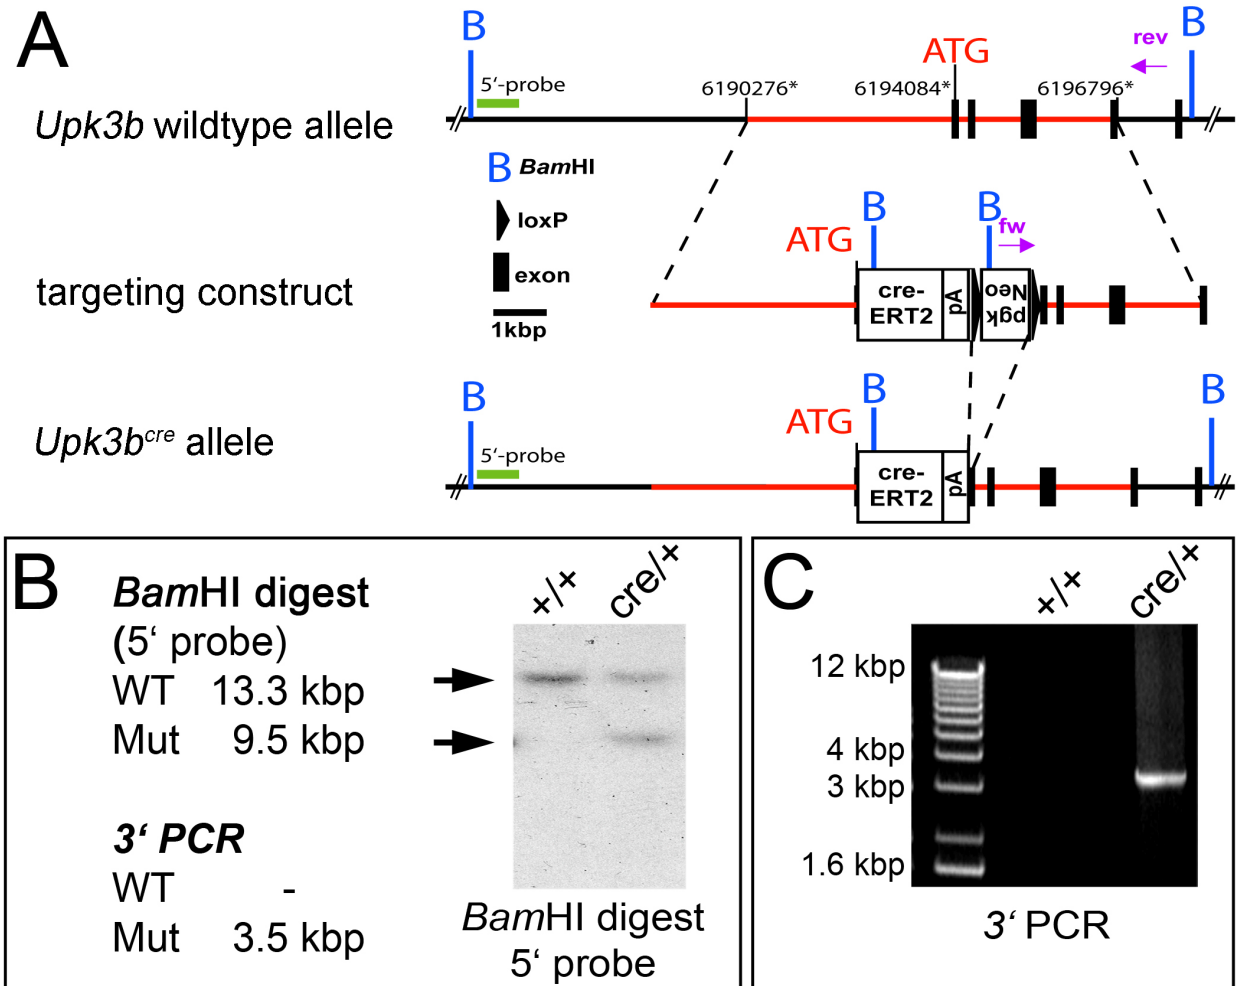 A
B
ATG
rev
B
5‘-probe
6190276*
6194084*
6196796*
Upk3b wildtype allele
B BamHI
loxP
exon
1kbp
targeting construct
ATG
B
B
fw
cre-
ERT2
pA
pgk
Neo
Upk3bcre allele
B
5‘-probe
ATG
B
B
cre-
ERT2
pA
B
BamHI digest
(5‘ probe)
WT 13.3 kbp
Mut 9.5 kbp
3‘ PCR
WT -
Mut 3.5 kbp
+/+
cre/+
BamHI digest
5‘ probe
C
+/+
cre/+
12 kbp
4 kbp
3 kbp
1.6 kbp
3‘ PCR